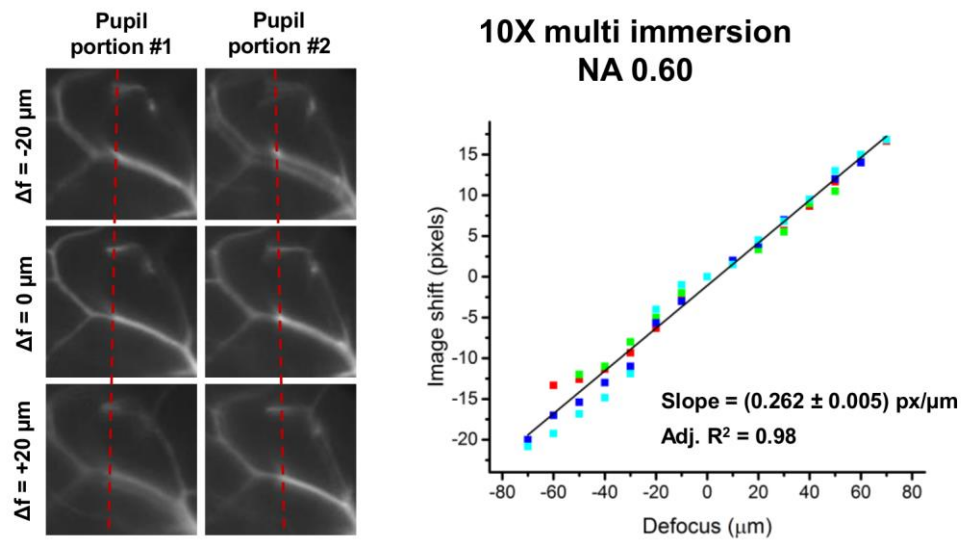 Pupil
portion #1
Pupil
portion #2
Δf = -20 µm
Δf = 0 µm
Δf = +20 µm
10X multi immersion
NA 0.60
Image shift (pixels)
15
10
5
0
-5
-10
-15
-20
Slope = (0.262 ± 0.005) px/µm
Adj. R² = 0.98
-80 -60 -40 -20 0 20 40 60 80
Defocus (µm)